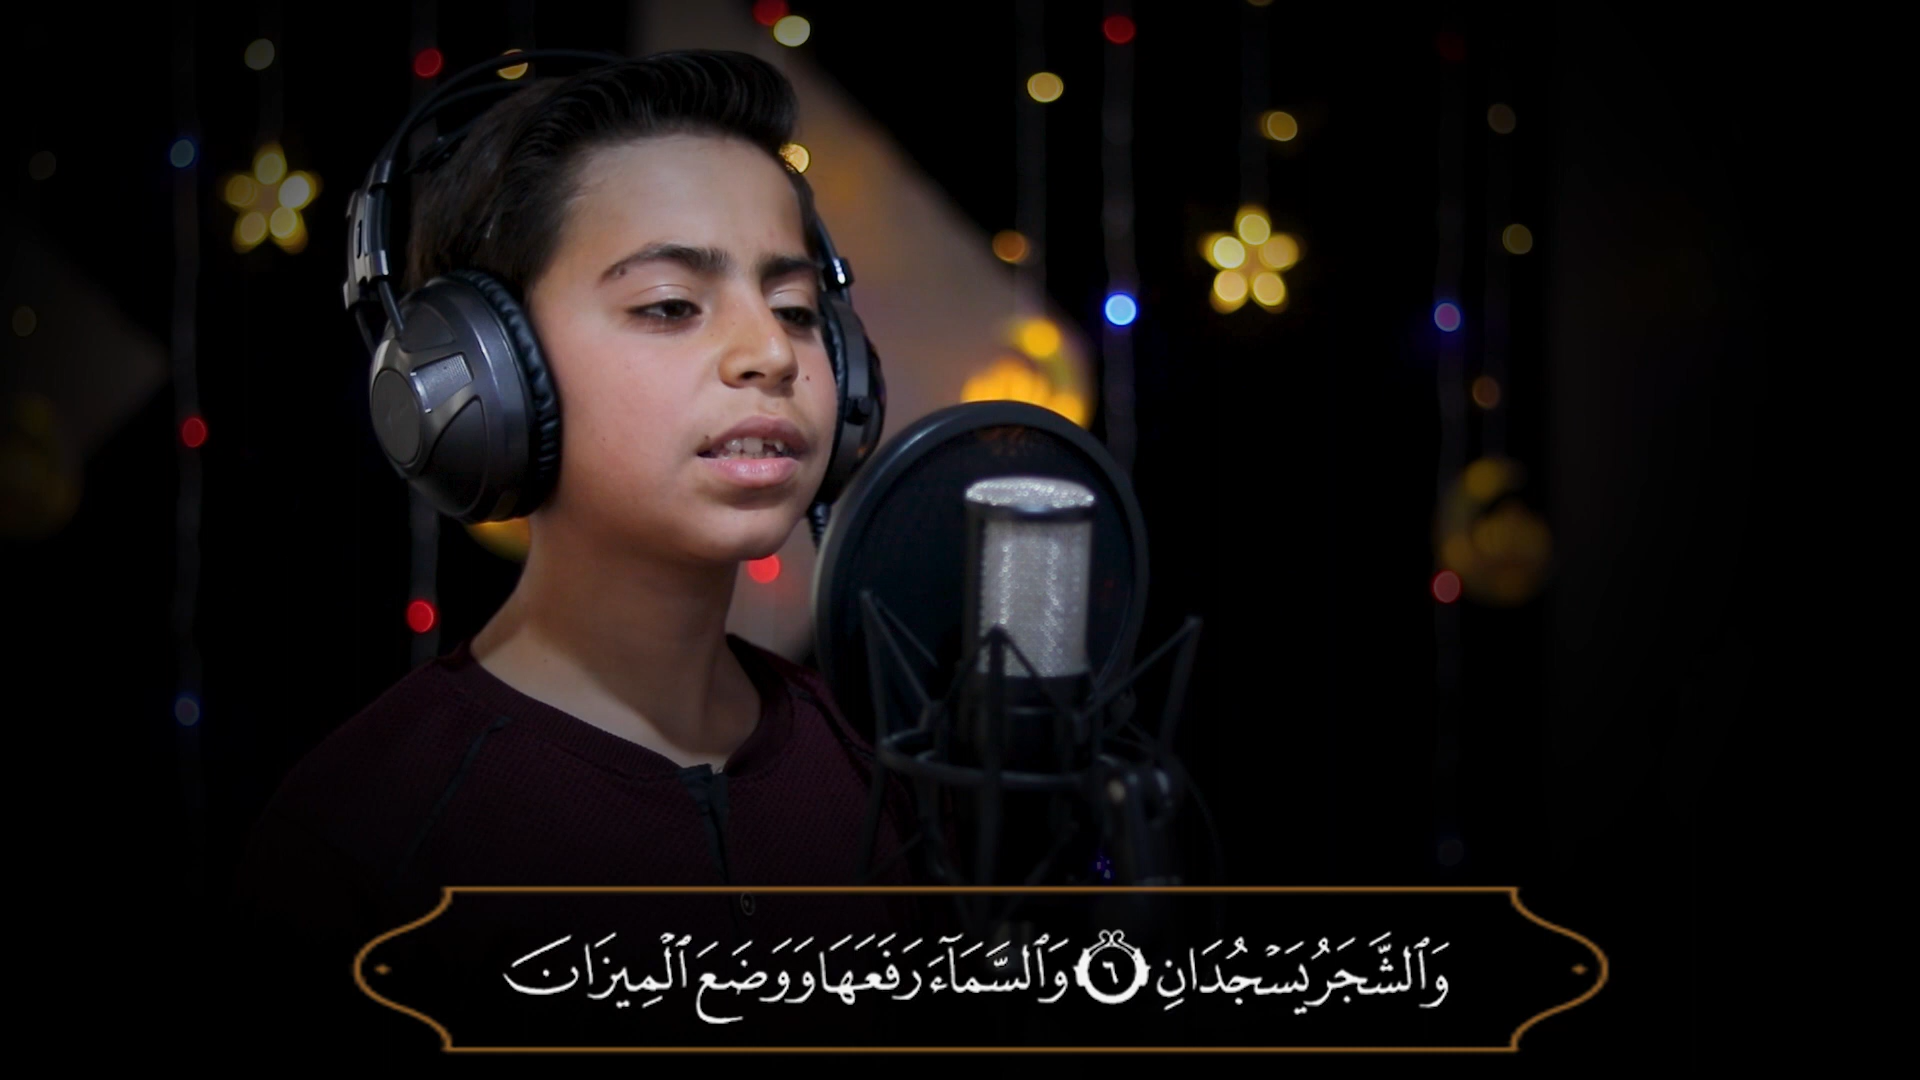 وَٱلشَّجَرُ يَسۡجُدَانِ ٦ وَٱلسَّمَآءَ رَفَعَهَا وَوَضَعَ ٱلۡمِيزَانَ